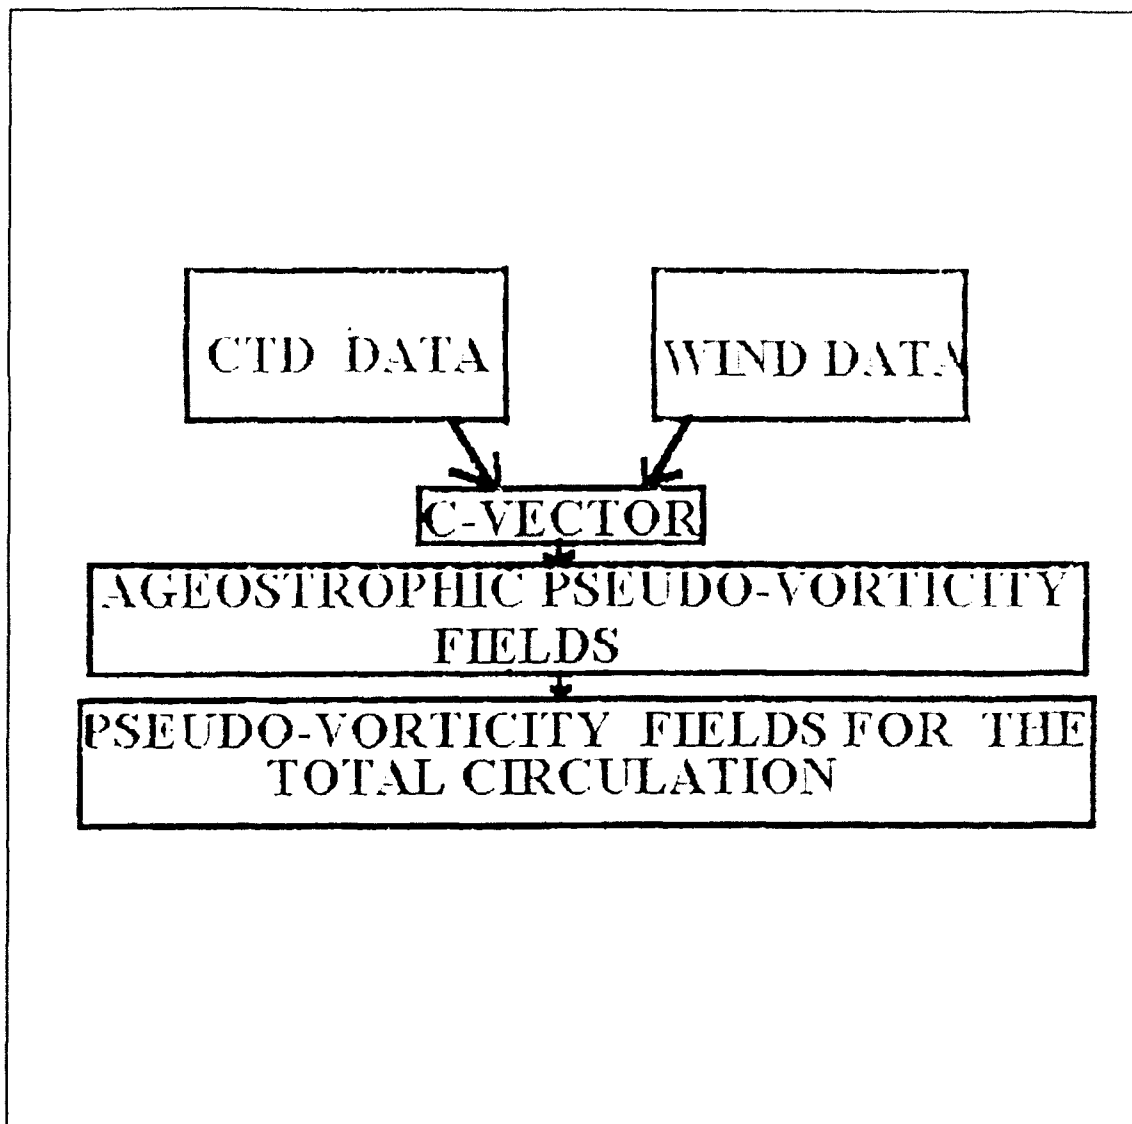 CTD DATA
WIND DATA
C-VECTOR
AGEOSTROPHIC PSEUDO-VORTICITY
FIELDS
PSEUDO-VORTICITY FIELDS FOR THE
TOTAL CIRCULATION